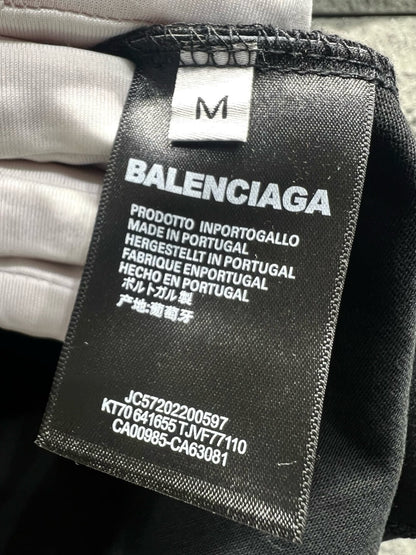 M
BALENCIAGA
PRODOTTO INPORTOGALLO
MADE IN PORTUGAL
HERGESTELLT IN PORTUGAL
FABRIQUE ENPORTUGAL
HECHO EN PORTUGAL
ポルトガル製
产地:葡萄牙
JC57202200597
KT70 641655 TJVF77110
CA00985-CA63081